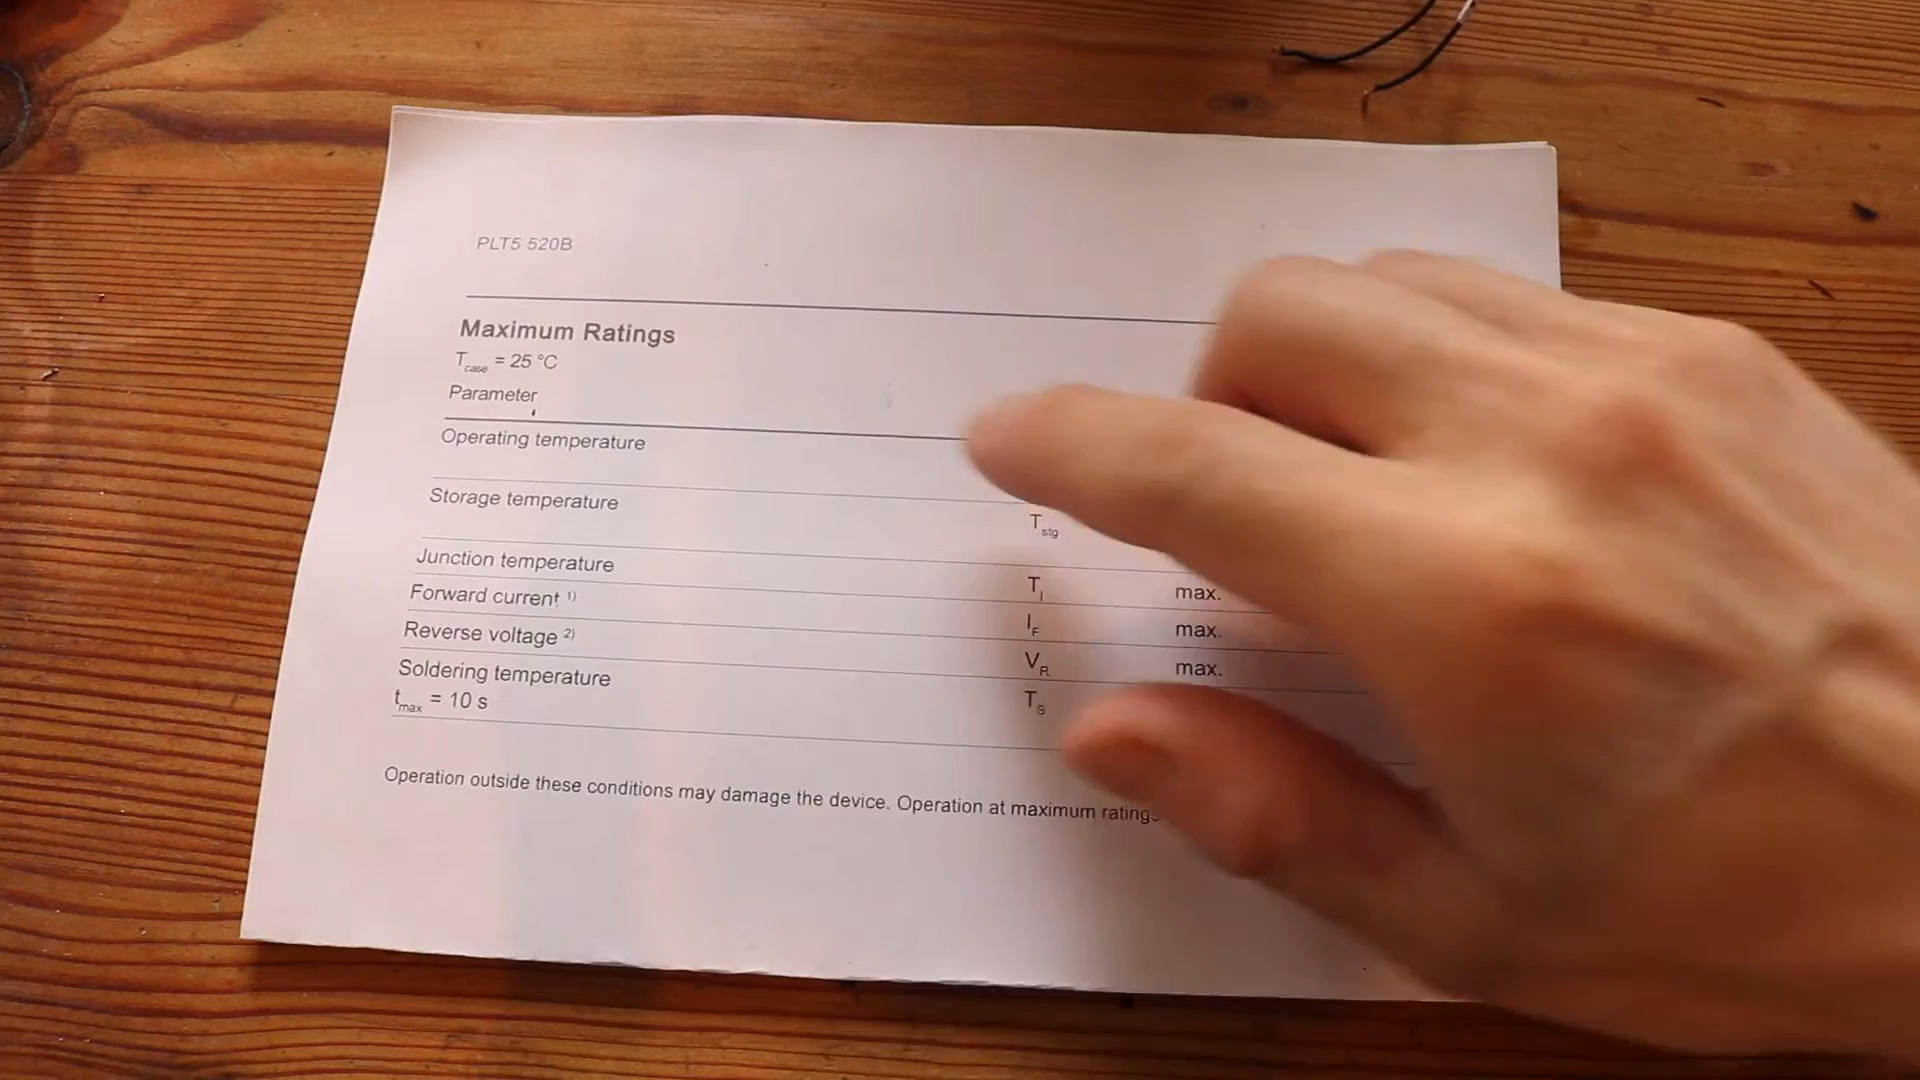 PLT5 520B
Maximum Ratings
Tcase = 25 °C
Parameter
Operating temperature
Storage temperature
Tstg
Junction temperature Tj max.
Forward current 1) IF max.
Reverse voltage 2) VR max.
Soldering temperature TS
tmax = 10 s
Operation outside these conditions may damage the device. Operation at maximum ratings